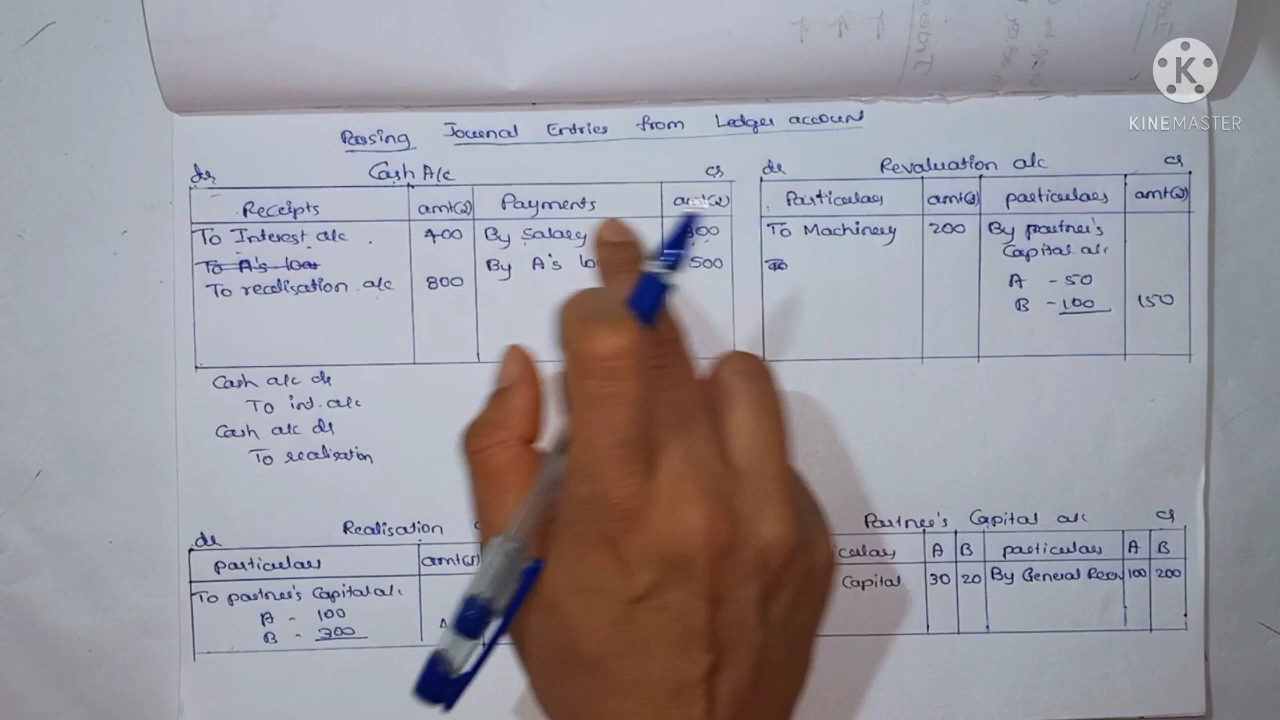 KINEMASTER
Passing Journal Entries from Ledger account
dr Cash A/c cr
Receipts amt(₹) Payments amt(₹)
To Interest a/c 400 By Salary
To A's loan By A's 500
To realisation a/c 800
dr Revaluation a/c cr
Particulars amt(₹) particulars amt(₹)
To Machinery 200 By partner's
To Capital a/c
A - 50
B - 100 150
Cash a/c dr
To int. a/c
Cash a/c dr
To realisation
dr Realisation
particulars amt(₹)
To partner's Capital a/c
A - 100
B - 300
Partner's Capital a/c cr
A B particulars A B
Capital 30 20 By General Reserv 100 200